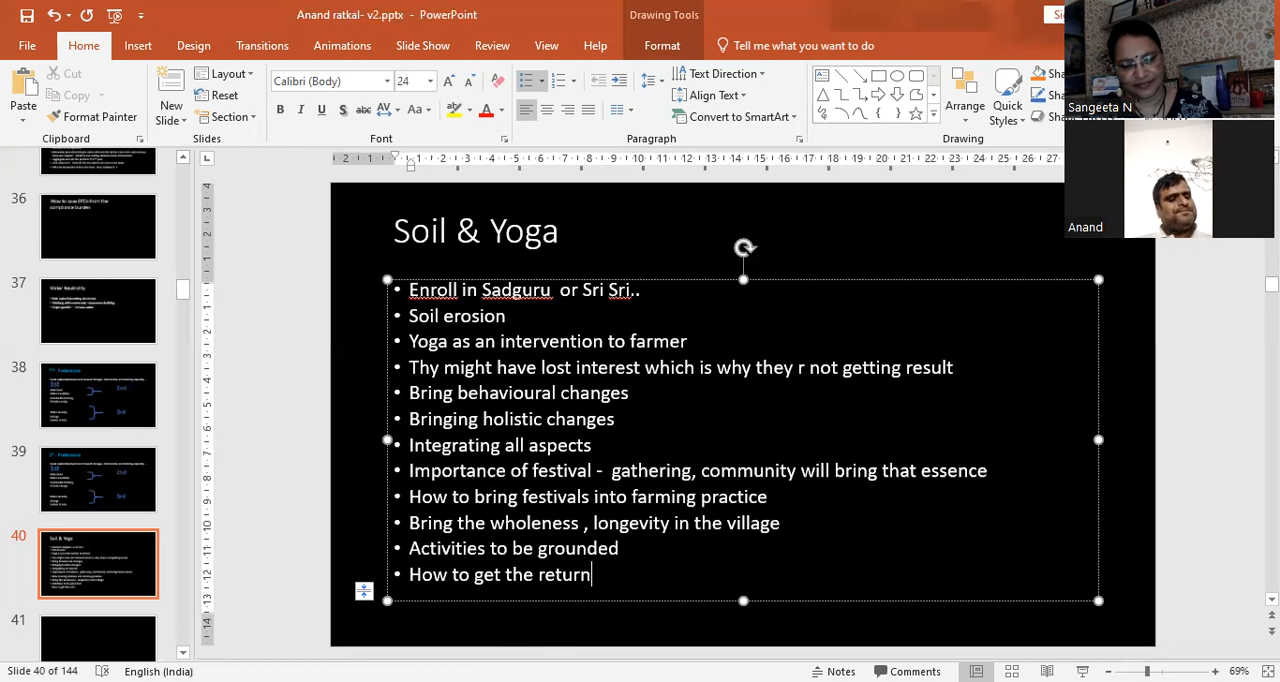 Anand ratkal- v2.pptx - PowerPoint
Drawing Tools
File Home Insert Design Transitions Animations Slide Show Review View Help Format Tell me what you want to do
Paste
Cut
Copy
Format Painter
Clipboard
New Slide
Layout
Reset
Section
Slides
Calibri (Body) 24
Font
Text Direction
Align Text
Convert to SmartArt
Paragraph
Arrange
Quick Styles
Drawing
Sangeeta N
Anand
36
37
Water Neutrality
38
39
40
Soil & Yoga
41
Soil & Yoga
• Enroll in Sadguru or Sri Sri..
• Soil erosion
• Yoga as an intervention to farmer
• Thy might have lost interest which is why they r not getting result
• Bring behavioural changes
• Bringing holistic changes
• Integrating all aspects
• Importance of festival - gathering, community will bring that essence
• How to bring festivals into farming practice
• Bring the wholeness , longevity in the village
• Activities to be grounded
• How to get the return
Slide 40 of 144 English (India) Notes Comments 69%